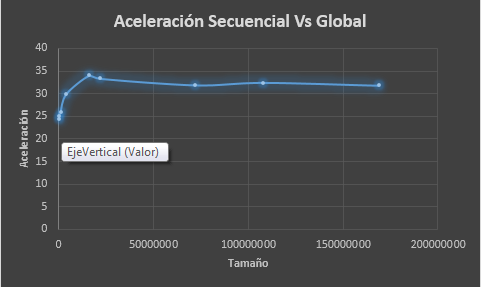 Aceleración Secuencial Vs Global
40
35
30
25
20
15
10
5
0
Aceleración
EjeVertical (Valor)
0 50000000 100000000 150000000 200000000
Tamaño